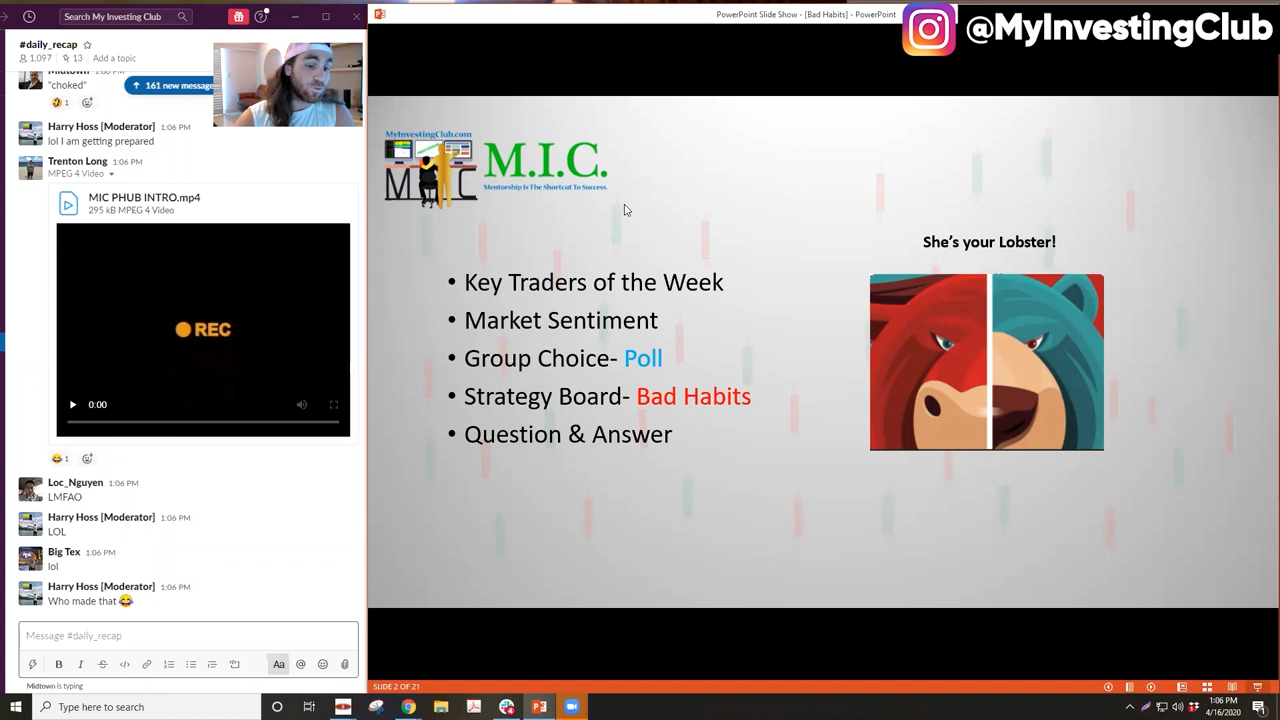 Search My Investing Club
#daily_recap
1,097
13
Add a topic
161 new message
"choked"
1
Harry Hoss [Moderator] 1:06 PM
lol I am getting prepared
Trenton Long 1:06 PM
MPEG 4 Video
MIC PHUB INTRO.mp4
295 kB MPEG 4 Video
REC
0:00
1
Loc_Nguyen 1:06 PM
LMFAO
Harry Hoss [Moderator] 1:06 PM
LOL
Big Tex 1:06 PM
lol
Harry Hoss [Moderator] 1:06 PM
Who made that 😂
Message #daily_recap
Aa
Midtown is typing
PowerPoint Slide Show - [Bad Habits] - PowerPoint
@MyInvestingClub
MyInvestingClub.com
MIC
M.I.C.
Mentorship Is The Shortcut To Success.
She's your Lobster!
• Key Traders of the Week
• Market Sentiment
• Group Choice- Poll
• Strategy Board- Bad Habits
• Question & Answer
SLIDE 2 OF 21
Type here to search
1:06 PM
4/16/2020